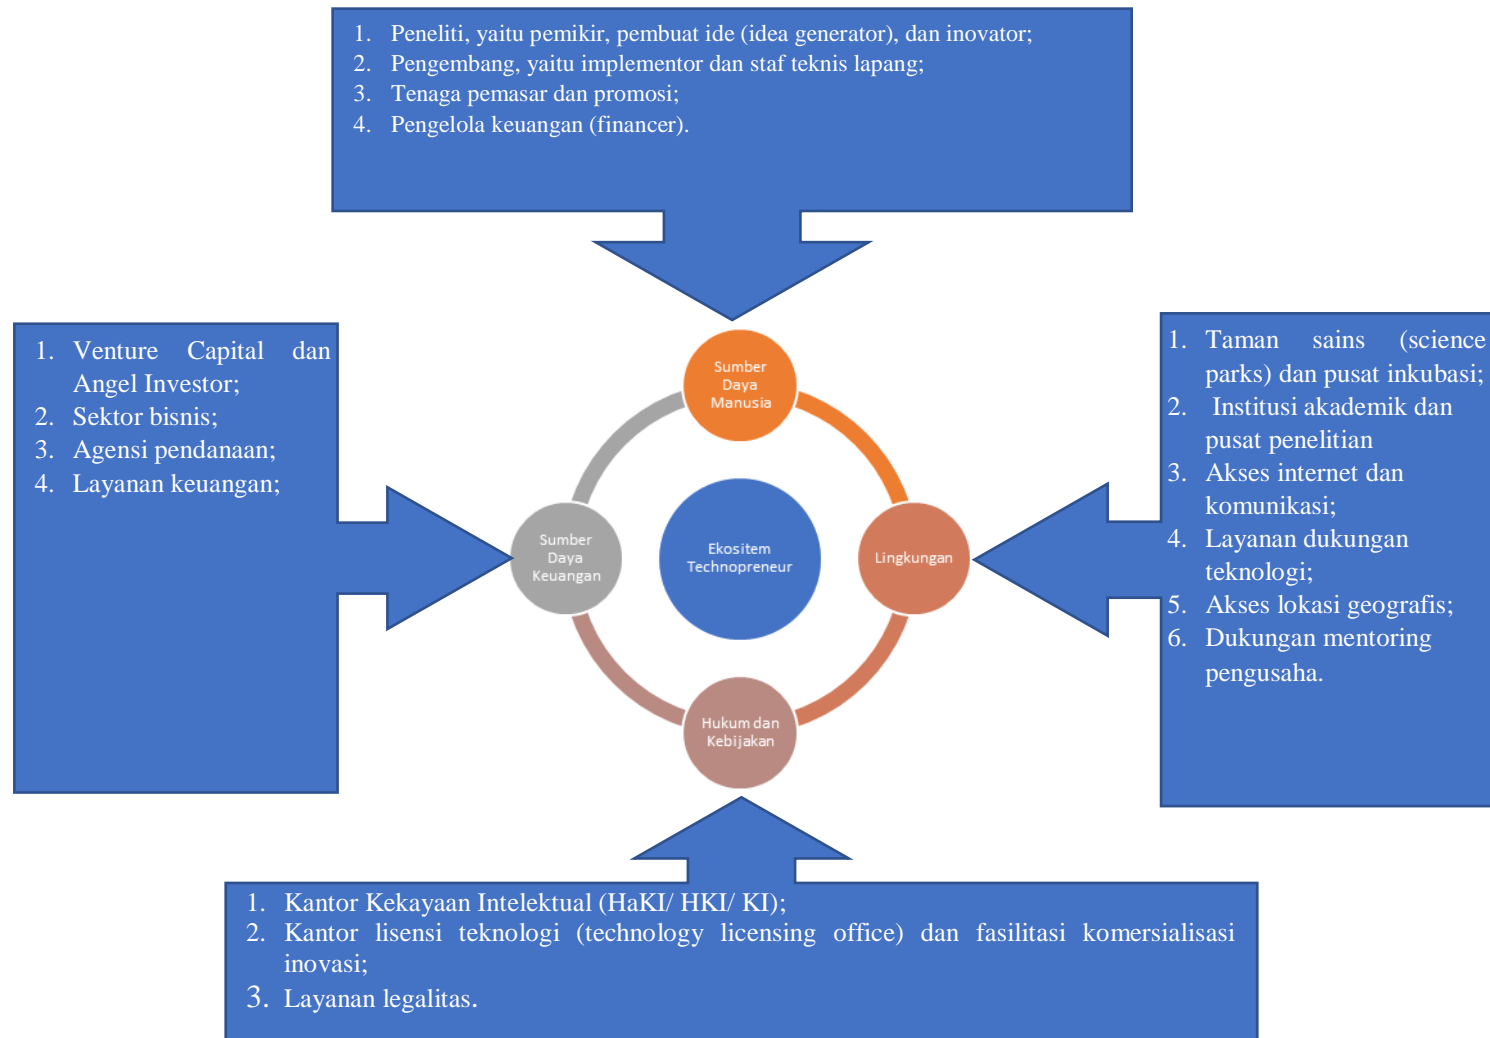 1. Peneliti, yaitu pemikir, pembuat ide (idea generator), dan inovator;
2. Pengembang, yaitu implementor dan staf teknis lapang;
3. Tenaga pemasar dan promosi;
4. Pengelola keuangan (financer).
1. Venture Capital dan
Angel Investor;
2. Sektor bisnis;
3. Agensi pendanaan;
4. Layanan keuangan;
Sumber
Daya
Manusia
Sumber
Daya
Keuangan
Ekositem
Technopreneur
Lingkungan
Hukum dan
Kebijakan
1. Taman sains (science
parks) dan pusat inkubasi;
2. Institusi akademik dan
pusat penelitian
3. Akses internet dan
komunikasi;
4. Layanan dukungan
teknologi;
5. Akses lokasi geografis;
6. Dukungan mentoring
pengusaha.
1. Kantor Kekayaan Intelektual (HaKI/ HKI/ KI);
2. Kantor lisensi teknologi (technology licensing office) dan fasilitasi komersialisasi
inovasi;
3. Layanan legalitas.